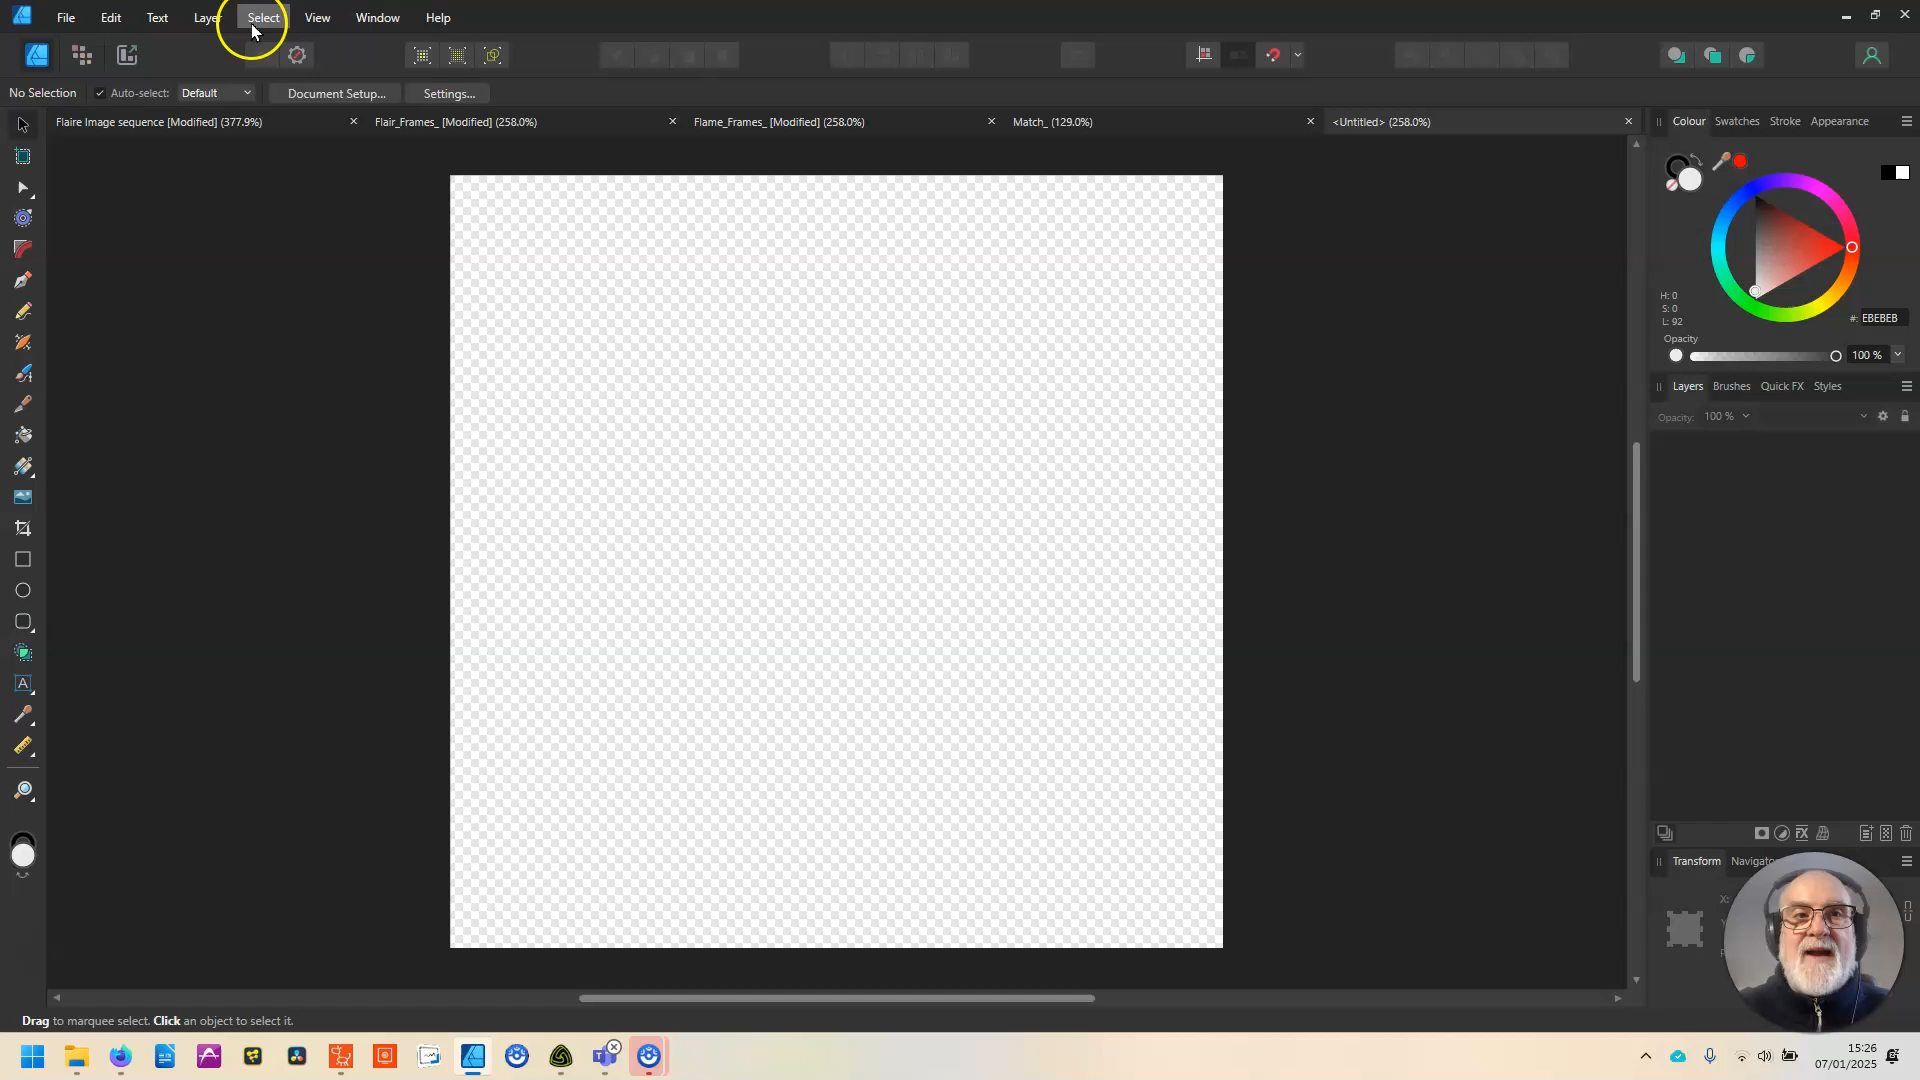 File Edit Text Layer Select View Window Help
No Selection Auto-select: Default Document Setup... Settings...
Flaire Image sequence [Modified] (377.9%) Flair_Frames_ [Modified] (258.0%) Flame_Frames_ [Modified] (258.0%) Match_ (129.0%) <Untitled> (258.0%)
Colour Swatches Stroke Appearance
H: 0
S: 0
L: 92
#: EBEBEB
Opacity
100 %
Layers Brushes Quick FX Styles
Opacity: 100 %
Transform Navigator
X:
Drag to marquee select. Click an object to select it.
15:26
07/01/2025